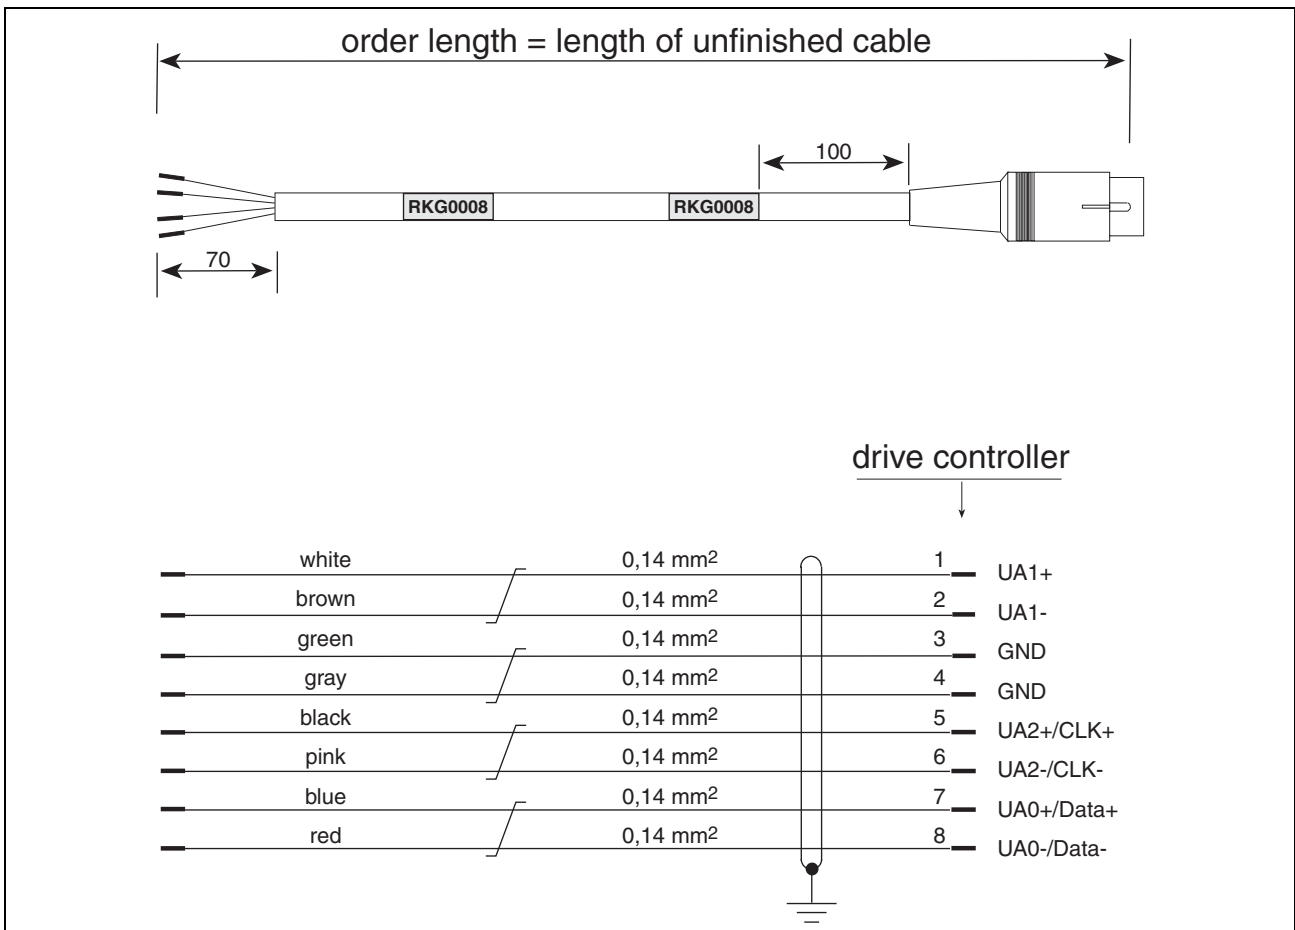 order length = length of unfinished cable
100
RKG0008 RKG0008
70
drive controller
white 0,14 mm² 1 UA1+
brown 0,14 mm² 2 UA1-
green 0,14 mm² 3 GND
gray 0,14 mm² 4 GND
black 0,14 mm² 5 UA2+/CLK+
pink 0,14 mm² 6 UA2-/CLK-
blue 0,14 mm² 7 UA0+/Data+
red 0,14 mm² 8 UA0-/Data-